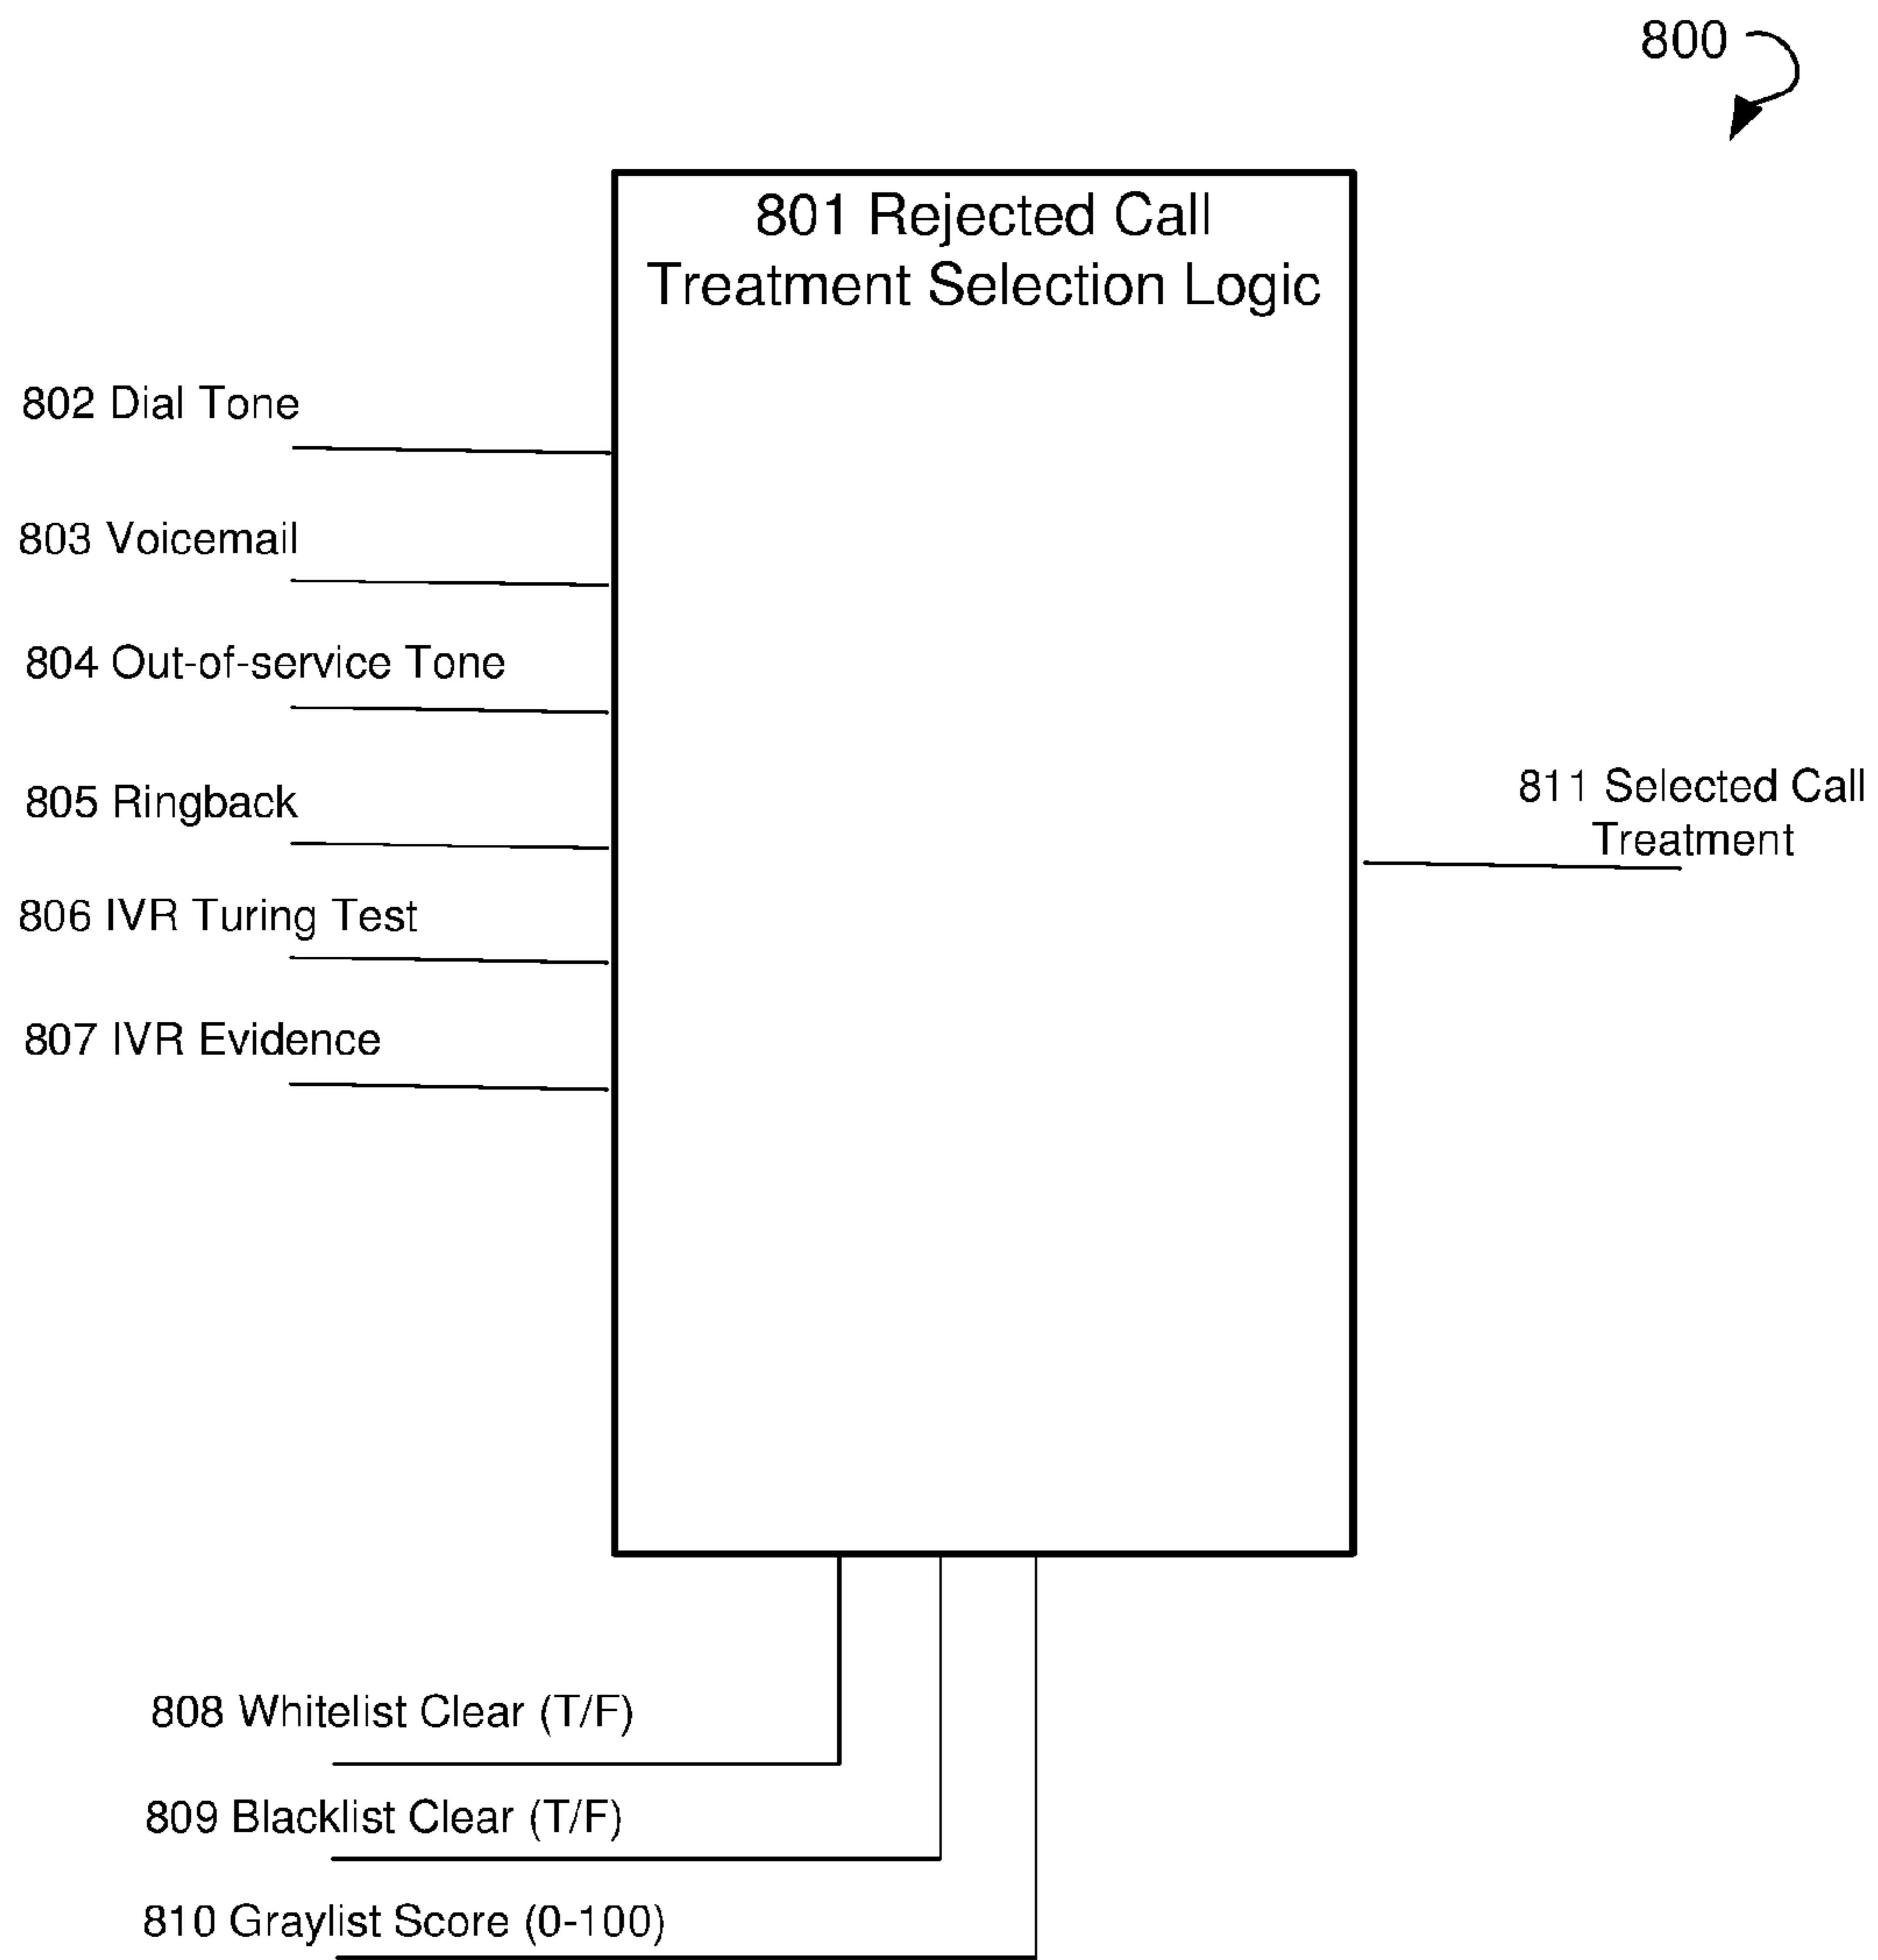 800
801 Rejected Call
Treatment Selection Logic
802 Dial Tone
803 Voicemail
804 Out-of-service Tone
805 Ringback
806 IVR Turing Test
807 IVR Evidence
811 Selected Call
Treatment
808 Whitelist Clear (T/F)
809 Blacklist Clear (T/F)
810 Graylist Score (0-100)